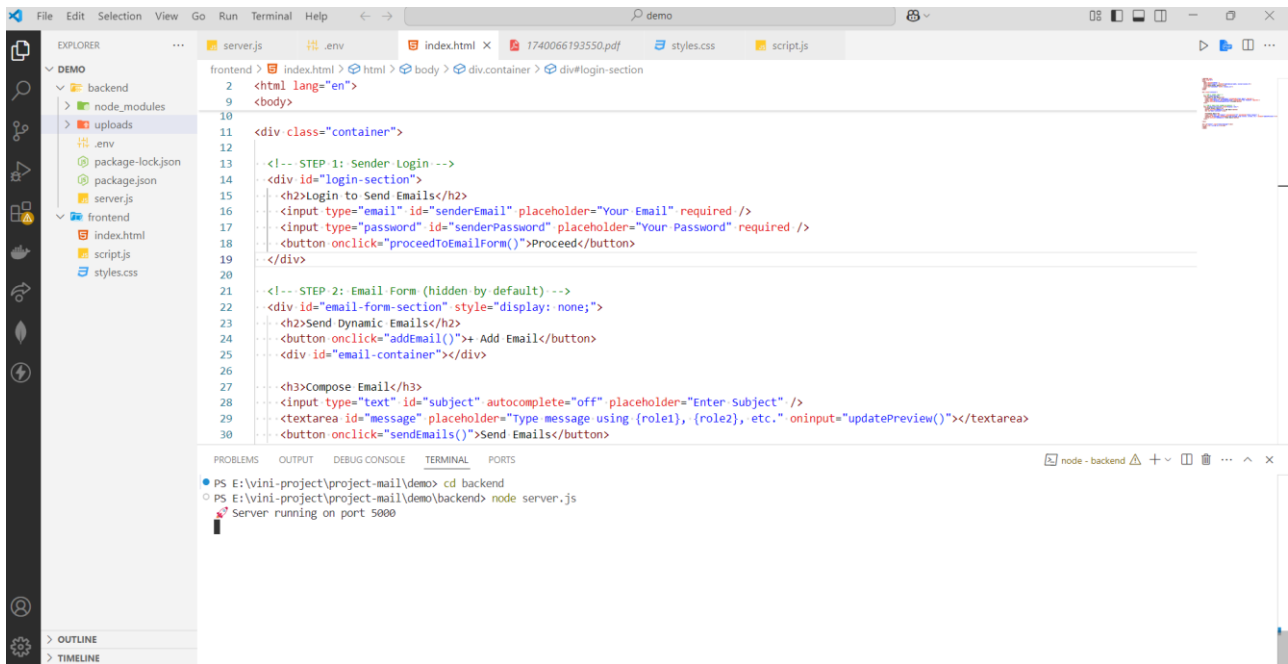 File Edit Selection View Go Run Terminal Help
demo
EXPLORER
server.js
.env
index.html
1740066193550.pdf
styles.css
script.js
DEMO
backend
node_modules
uploads
.env
package-lock.json
package.json
server.js
frontend
index.html
script.js
styles.css
frontend > index.html > html > body > div.container > div#login-section
2 <html lang="en">
9 <body>
10
11 <div class="container">
12
13 <!-- STEP 1: Sender Login -->
14 <div id="login-section">
15 <h2>Login to Send Emails</h2>
16 <input type="email" id="senderEmail" placeholder="Your Email" required />
17 <input type="password" id="senderPassword" placeholder="Your Password" required />
18 <button onclick="proceedToEmailForm()">Proceed</button>
19 </div>
20
21 <!-- STEP 2: Email Form (hidden by default) -->
22 <div id="email-form-section" style="display: none;">
23 <h2>Send Dynamic Emails</h2>
24 <button onclick="addEmail()">+ Add Email</button>
25 <div id="email-container"></div>
26
27 <h3>Compose Email</h3>
28 <input type="text" id="subject" autocomplete="off" placeholder="Enter Subject" />
29 <textarea id="message" placeholder="Type message using {role1}, {role2}, etc." oninput="updatePreview()"></textarea>
30 <button onclick="sendEmails()">Send Emails</button>
PROBLEMS OUTPUT DEBUG CONSOLE TERMINAL PORTS
node - backend
PS E:\vini-project\project-mail\demo> cd backend
PS E:\vini-project\project-mail\demo\backend> node server.js
🚀 Server running on port 5000
OUTLINE
TIMELINE